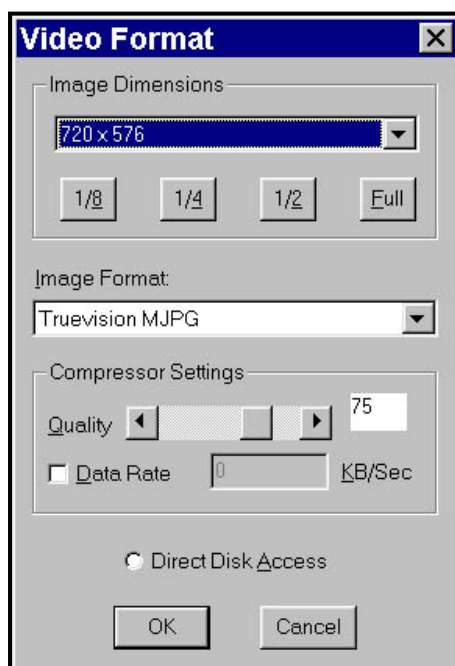 Video Format
Image Dimensions
720 x 576
1/8 1/4 1/2 Full
Image Format:
Truevision MJPG
Compressor Settings
Quality 75
Data Rate 0 KB/Sec
Direct Disk Access
OK Cancel